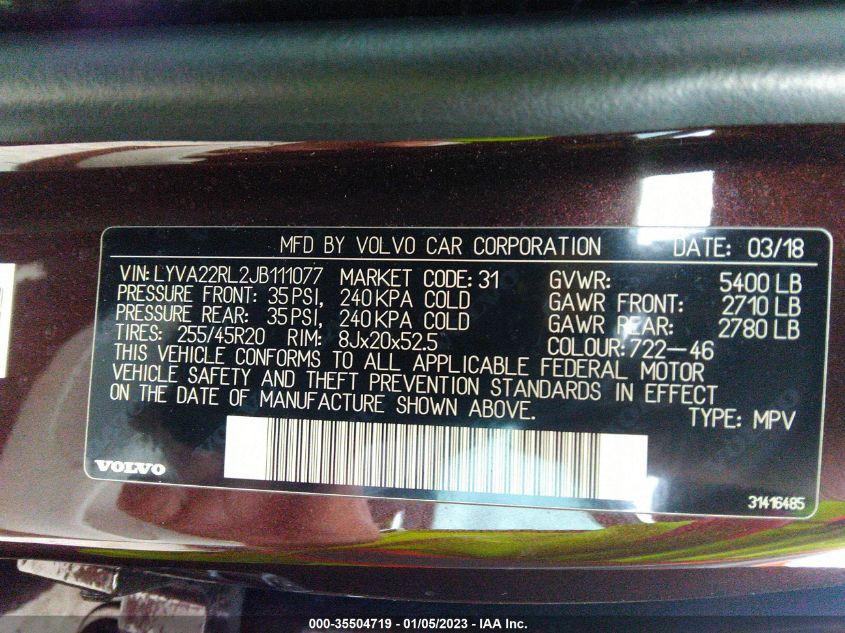 MFD BY VOLVO CAR CORPORATION DATE: 03/18
VIN: LYVA22RL2JB111077 MARKET CODE: 31 GVWR: 5400 LB
PRESSURE FRONT: 35 PSI, 240 KPA COLD GAWR FRONT: 2710 LB
PRESSURE REAR: 35 PSI, 240 KPA COLD GAWR REAR: 2780 LB
TIRES: 255/45R20 RIM: 8Jx20x52.5 COLOUR: 722-46
THIS VEHICLE CONFORMS TO ALL APPLICABLE FEDERAL MOTOR
VEHICLE SAFETY AND THEFT PREVENTION STANDARDS IN EFFECT
ON THE DATE OF MANUFACTURE SHOWN ABOVE. TYPE: MPV
VOLVO
31416485
000-35504719 - 01/05/2023 - IAA Inc.